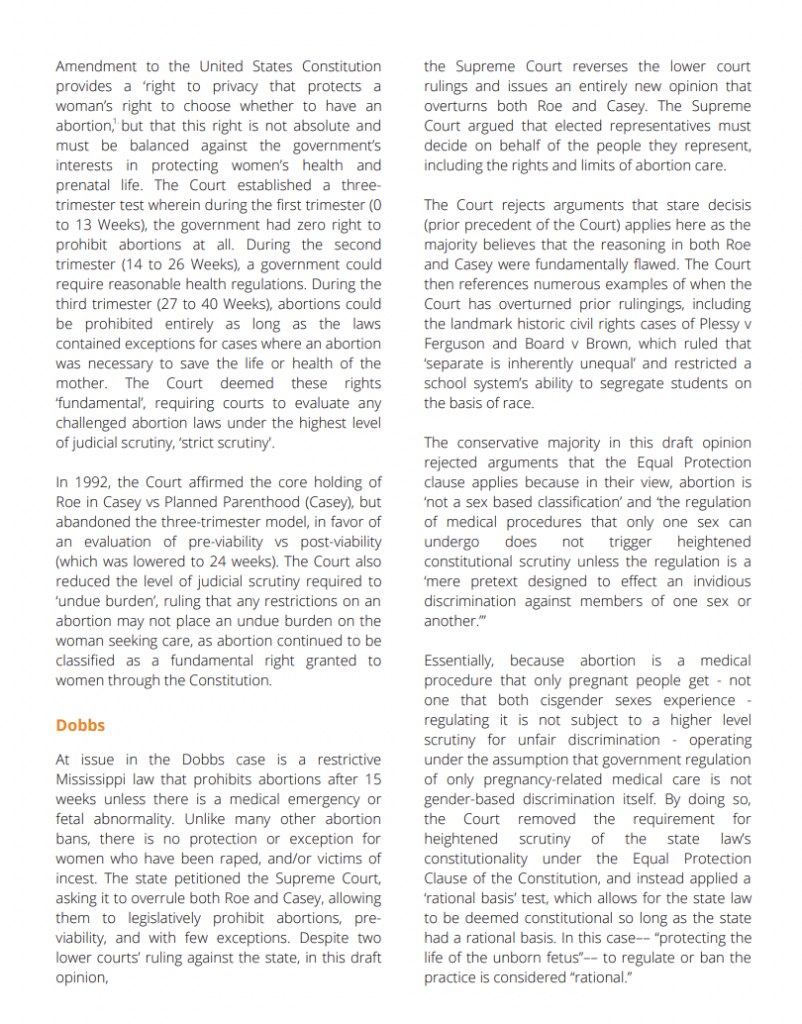 Amendment to the United States Constitution
provides a ‘right to privacy that protects a
woman’s right to choose whether to have an
abortion,’¹ but that this right is not absolute and
must be balanced against the government’s
interests in protecting women’s health and
prenatal life. The Court established a three-
trimester test wherein during the first trimester (0
to 13 Weeks), the government had zero right to
prohibit abortions at all. During the second
trimester (14 to 26 Weeks), a government could
require reasonable health regulations. During the
third trimester (27 to 40 Weeks), abortions could
be prohibited entirely as long as the laws
contained exceptions for cases where an abortion
was necessary to save the life or health of the
mother. The Court deemed these rights
‘fundamental’, requiring courts to evaluate any
challenged abortion laws under the highest level
of judicial scrutiny, ‘strict scrutiny’.
In 1992, the Court affirmed the core holding of
Roe in Casey vs Planned Parenthood (Casey), but
abandoned the three-trimester model, in favor of
an evaluation of pre-viability vs post-viability
(which was lowered to 24 weeks). The Court also
reduced the level of judicial scrutiny required to
‘undue burden’, ruling that any restrictions on an
abortion may not place an undue burden on the
woman seeking care, as abortion continued to be
classified as a fundamental right granted to
women through the Constitution.
Dobbs
At issue in the Dobbs case is a restrictive
Mississippi law that prohibits abortions after 15
weeks unless there is a medical emergency or
fetal abnormality. Unlike many other abortion
bans, there is no protection or exception for
women who have been raped, and/or victims of
incest. The state petitioned the Supreme Court,
asking it to overrule both Roe and Casey, allowing
them to legislatively prohibit abortions, pre-
viability, and with few exceptions. Despite two
lower courts’ ruling against the state, in this draft
opinion,
the Supreme Court reverses the lower court
rulings and issues an entirely new opinion that
overturns both Roe and Casey. The Supreme
Court argued that elected representatives must
decide on behalf of the people they represent,
including the rights and limits of abortion care.
The Court rejects arguments that stare decisis
(prior precedent of the Court) applies here as the
majority believes that the reasoning in both Roe
and Casey were fundamentally flawed. The Court
then references numerous examples of when the
Court has overturned prior rulingings, including
the landmark historic civil rights cases of Plessy v
Ferguson and Board v Brown, which ruled that
‘separate is inherently unequal’ and restricted a
school system’s ability to segregate students on
the basis of race.
The conservative majority in this draft opinion
rejected arguments that the Equal Protection
clause applies because in their view, abortion is
‘not a sex based classification’ and ‘the regulation
of medical procedures that only one sex can
undergo does not trigger heightened
constitutional scrutiny unless the regulation is a
‘mere pretext designed to effect an invidious
discrimination against members of one sex or
another.’”
Essentially, because abortion is a medical
procedure that only pregnant people get - not
one that both cisgender sexes experience -
regulating it is not subject to a higher level
scrutiny for unfair discrimination - operating
under the assumption that government regulation
of only pregnancy-related medical care is not
gender-based discrimination itself. By doing so,
the Court removed the requirement for
heightened scrutiny of the state law’s
constitutionality under the Equal Protection
Clause of the Constitution, and instead applied a
‘rational basis’ test, which allows for the state law
to be deemed constitutional so long as the state
had a rational basis. In this case–– “protecting the
life of the unborn fetus”–– to regulate or ban the
practice is considered “rational.”